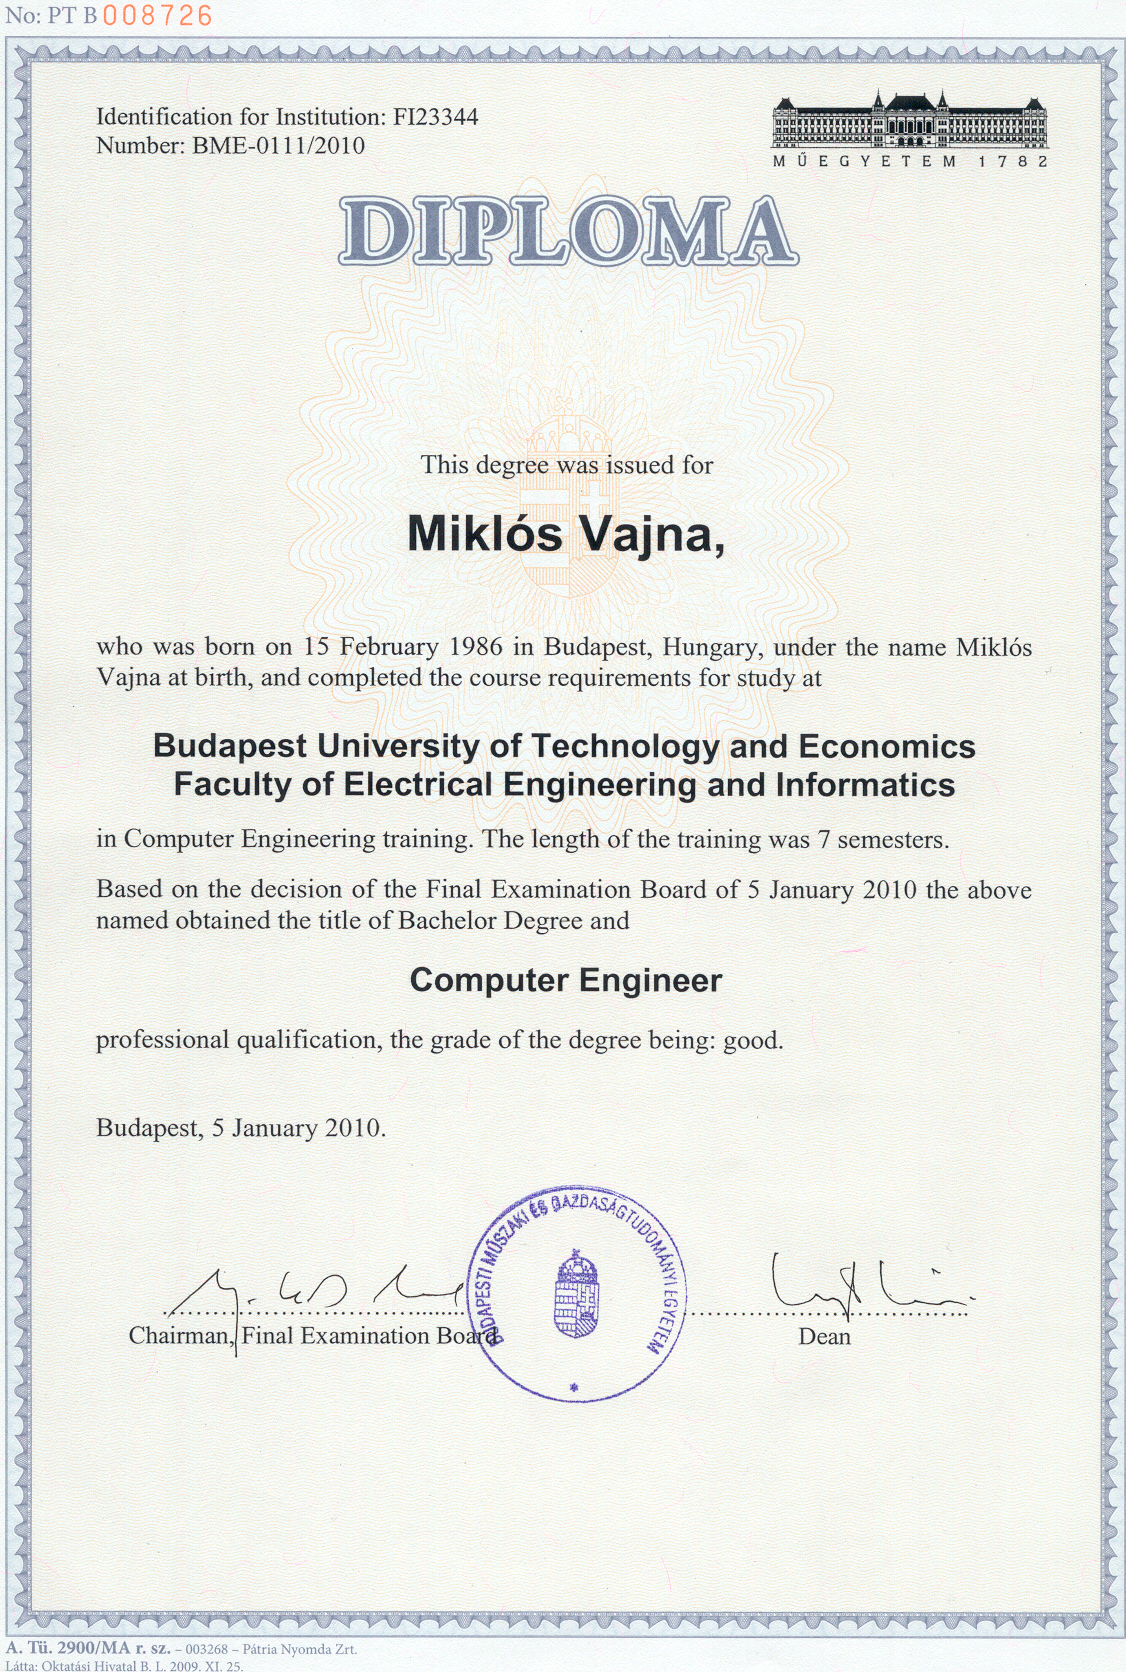 No: PT B 008726
Identification for Institution: FI23344
Number: BME-0111/2010
MŰEGYETEM 1782
DIPLOMA
This degree was issued for
Miklós Vajna,
who was born on 15 February 1986 in Budapest, Hungary, under the name Miklós
Vajna at birth, and completed the course requirements for study at
Budapest University of Technology and Economics
Faculty of Electrical Engineering and Informatics
in Computer Engineering training. The length of the training was 7 semesters.
Based on the decision of the Final Examination Board of 5 January 2010 the above
named obtained the title of Bachelor Degree and
Computer Engineer
professional qualification, the grade of the degree being: good.
Budapest, 5 January 2010.
BUDAPESTI MŰSZAKI ÉS GAZDASÁGTUDOMÁNYI EGYETEM
Chairman, Final Examination Board
Dean
A. Tü. 2900/MA r. sz. – 003268 – Pátria Nyomda Zrt.
Látta: Oktatási Hivatal B. L. 2009. XI. 25.